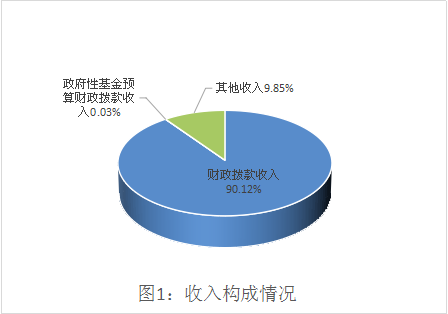 政府性基金预
算财政拨款收
入0.03%
其他收入9.85%
财政拨款收入
90.12%
图1：收入构成情况